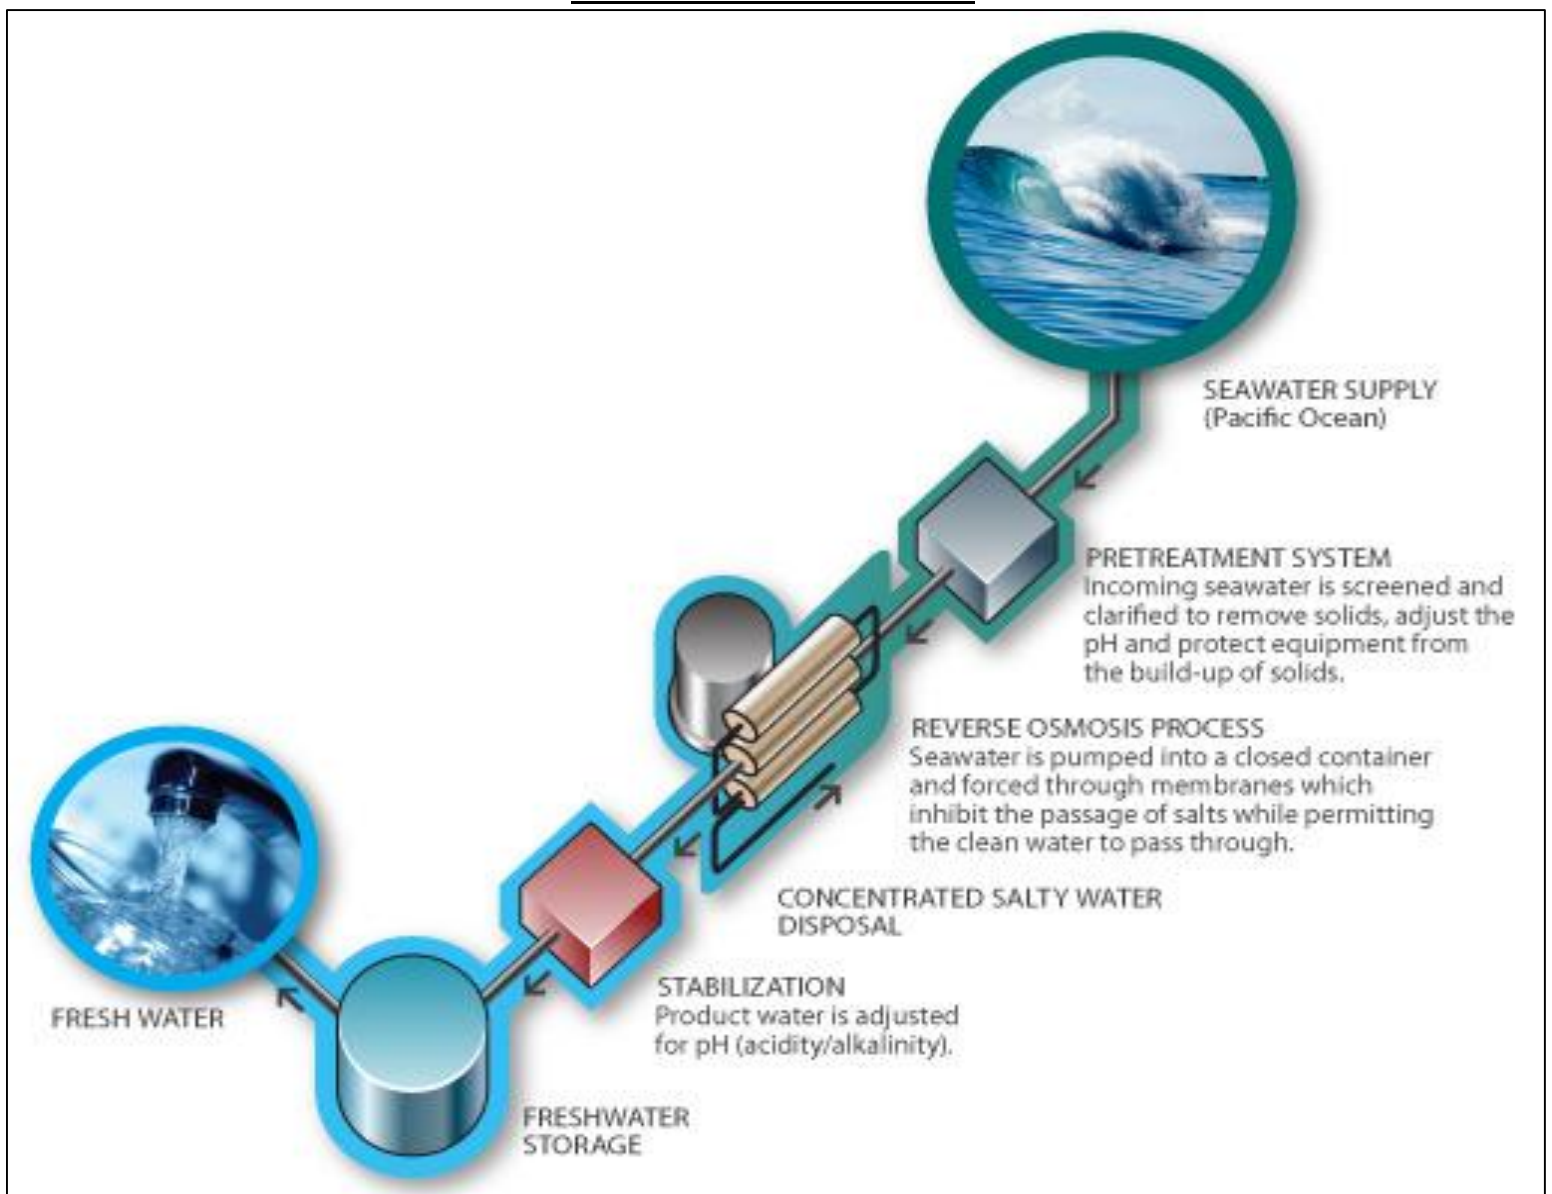 SEAWATER SUPPLY
(Pacific Ocean)
PRETREATMENT SYSTEM
Incoming seawater is screened and
clarified to remove solids, adjust the
pH and protect equipment from
the build-up of solids.
REVERSE OSMOSIS PROCESS
Seawater is pumped into a closed container
and forced through membranes which
inhibit the passage of salts while permitting
the clean water to pass through.
CONCENTRATED SALTY WATER
DISPOSAL
STABILIZATION
Product water is adjusted
for pH (acidity/alkalinity).
FRESH WATER
FRESHWATER
STORAGE